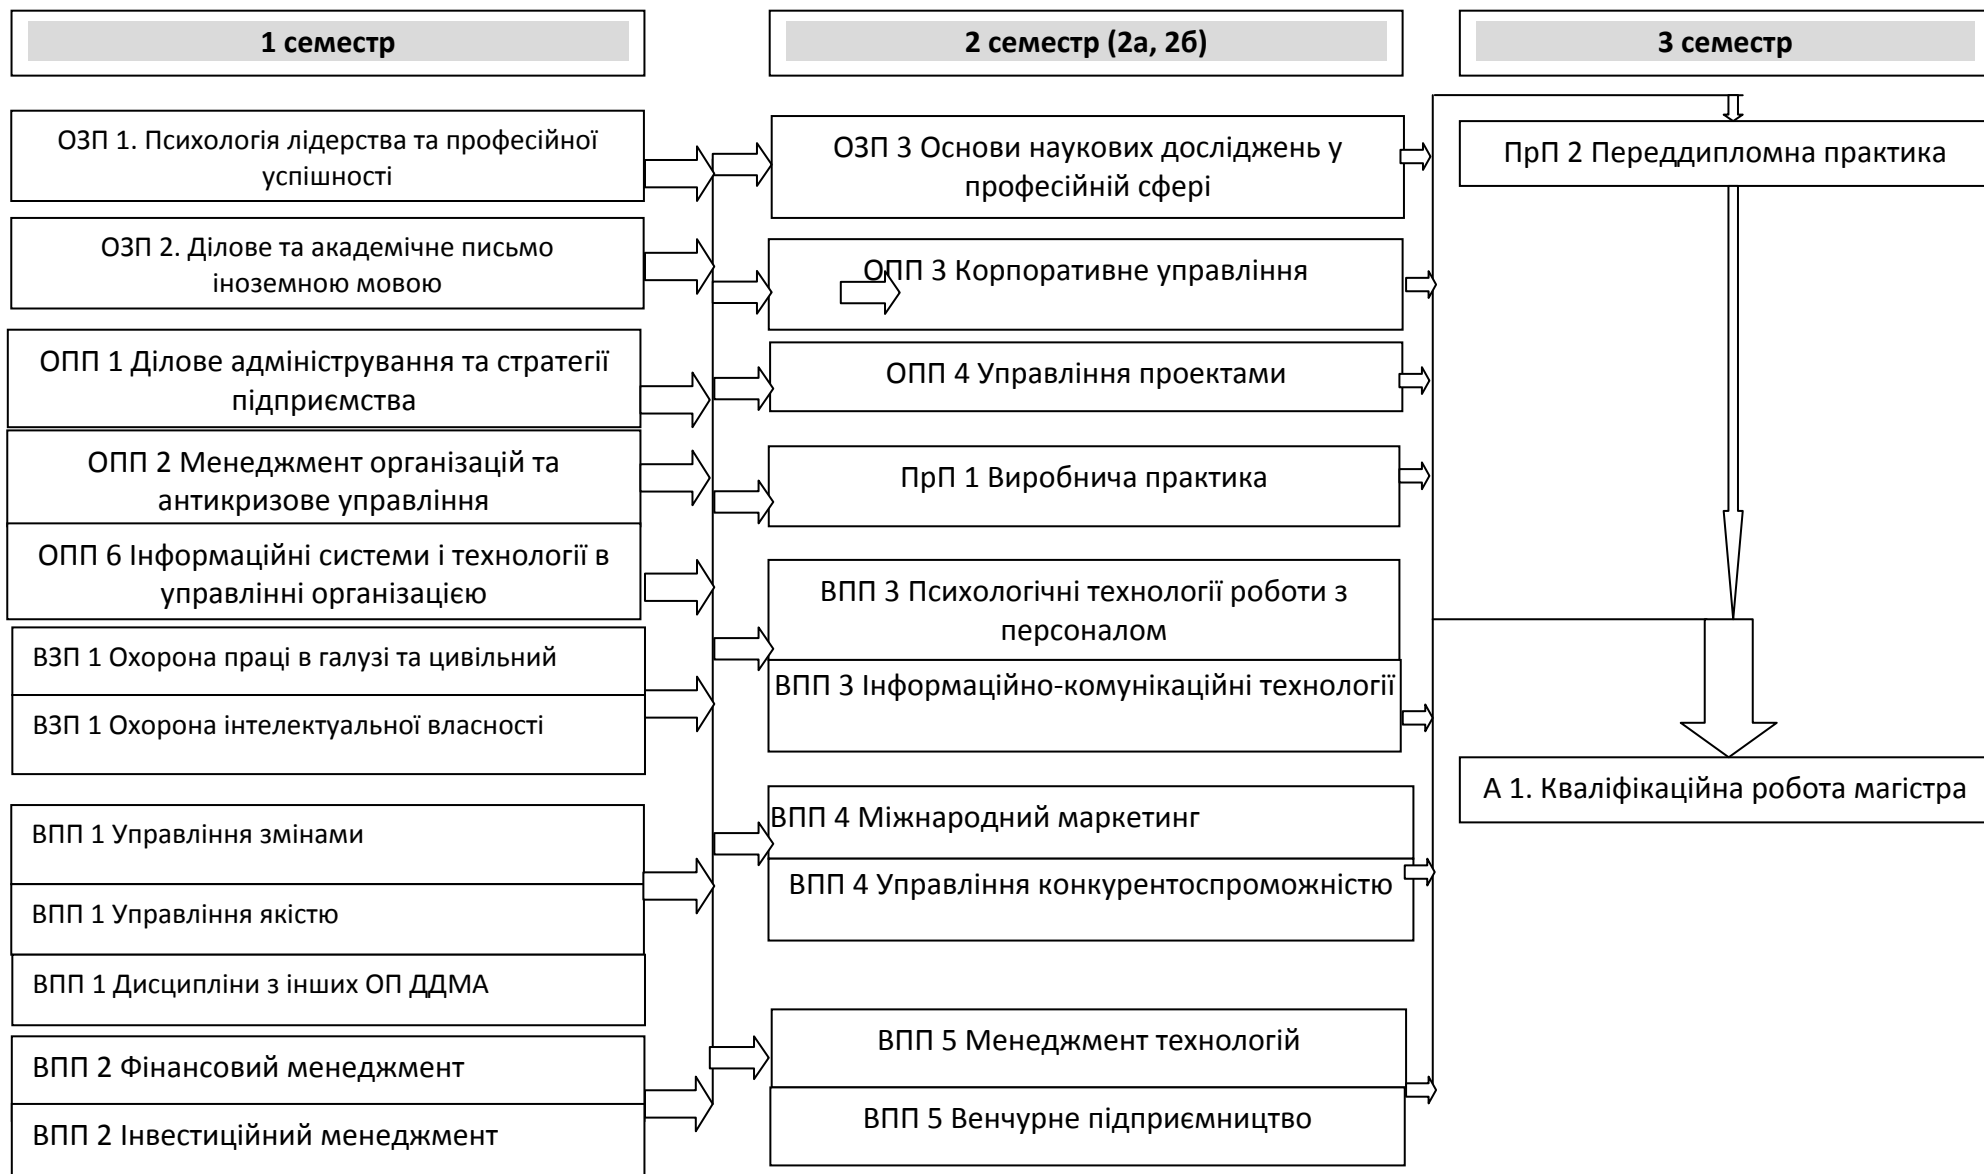 1 семестр
2 семестр (2а, 2б)
3 семестр
ОЗП 1. Психологія лідерства та професійної
успішності
ОЗП 2. Ділове та академічне письмо
іноземною мовою
ОПП 1 Ділове адміністрування та стратегії
підприємства
ОПП 2 Менеджмент організацій та
антикризове управління
ОПП 6 Інформаційні системи і технології в
управлінні організацією
ВЗП 1 Охорона праці в галузі та цивільний
ВЗП 1 Охорона інтелектуальної власності
ВПП 1 Управління змінами
ВПП 1 Управління якістю
ВПП 1 Дисципліни з інших ОП ДДМА
ВПП 2 Фінансовий менеджмент
ВПП 2 Інвестиційний менеджмент
ОЗП 3 Основи наукових досліджень у
професійній сфері
ОПП 3 Корпоративне управління
ОПП 4 Управління проектами
ПрП 1 Виробнича практика
ВПП 3 Психологічні технології роботи з
персоналом
ВПП 3 Інформаційно-комунікаційні технології
ВПП 4 Міжнародний маркетинг
ВПП 4 Управління конкурентоспроможністю
ВПП 5 Менеджмент технологій
ВПП 5 Венчурне підприємництво
ПрП 2 Переддипломна практика
А 1. Кваліфікаційна робота магістра